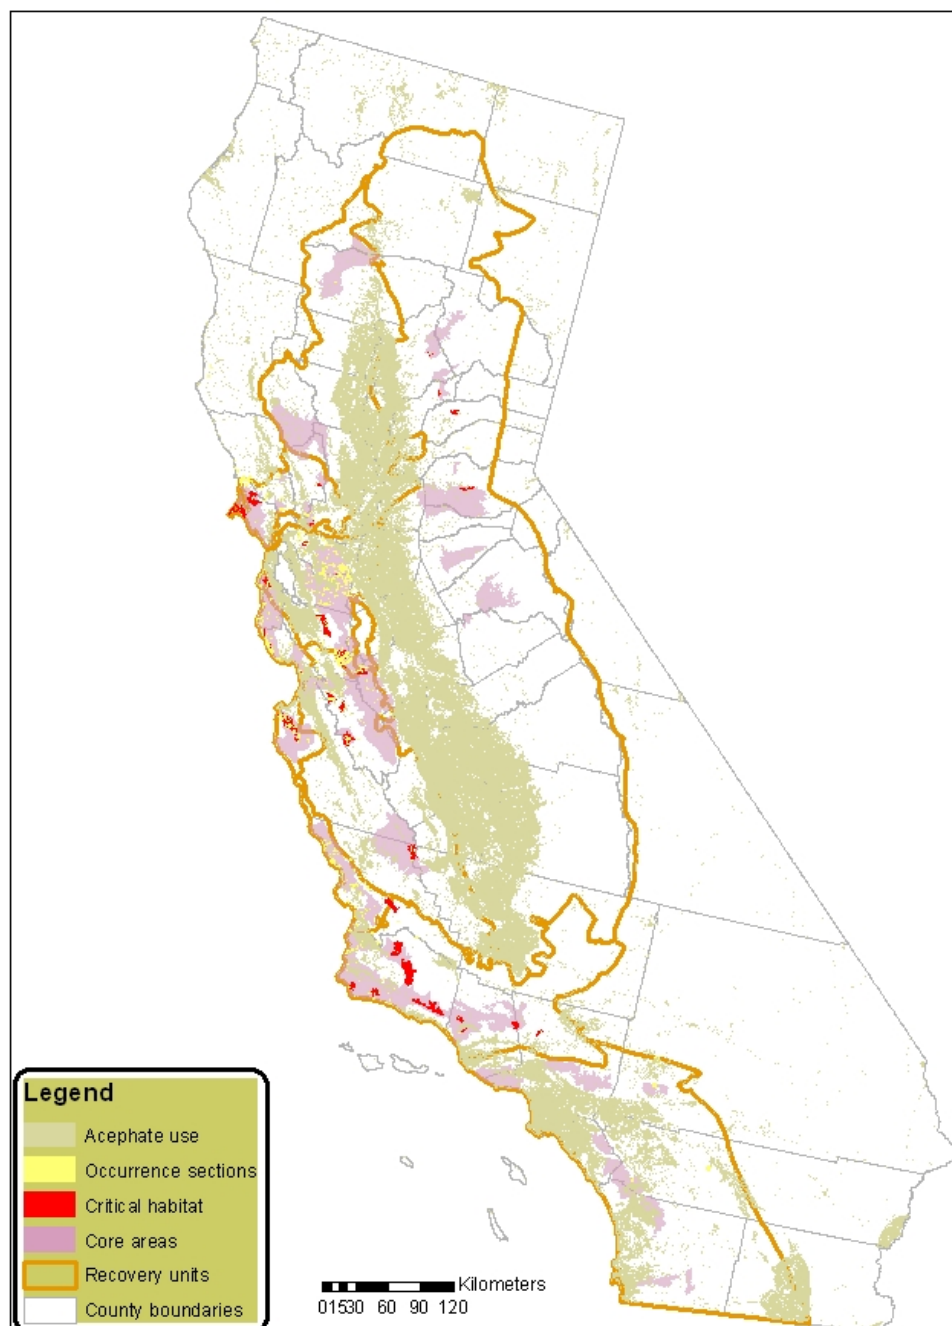 Legend
Acephate use
Occurrence sections
Critical habitat
Core areas
Recovery units
County boundaries
Kilometers
01530 60 90 120